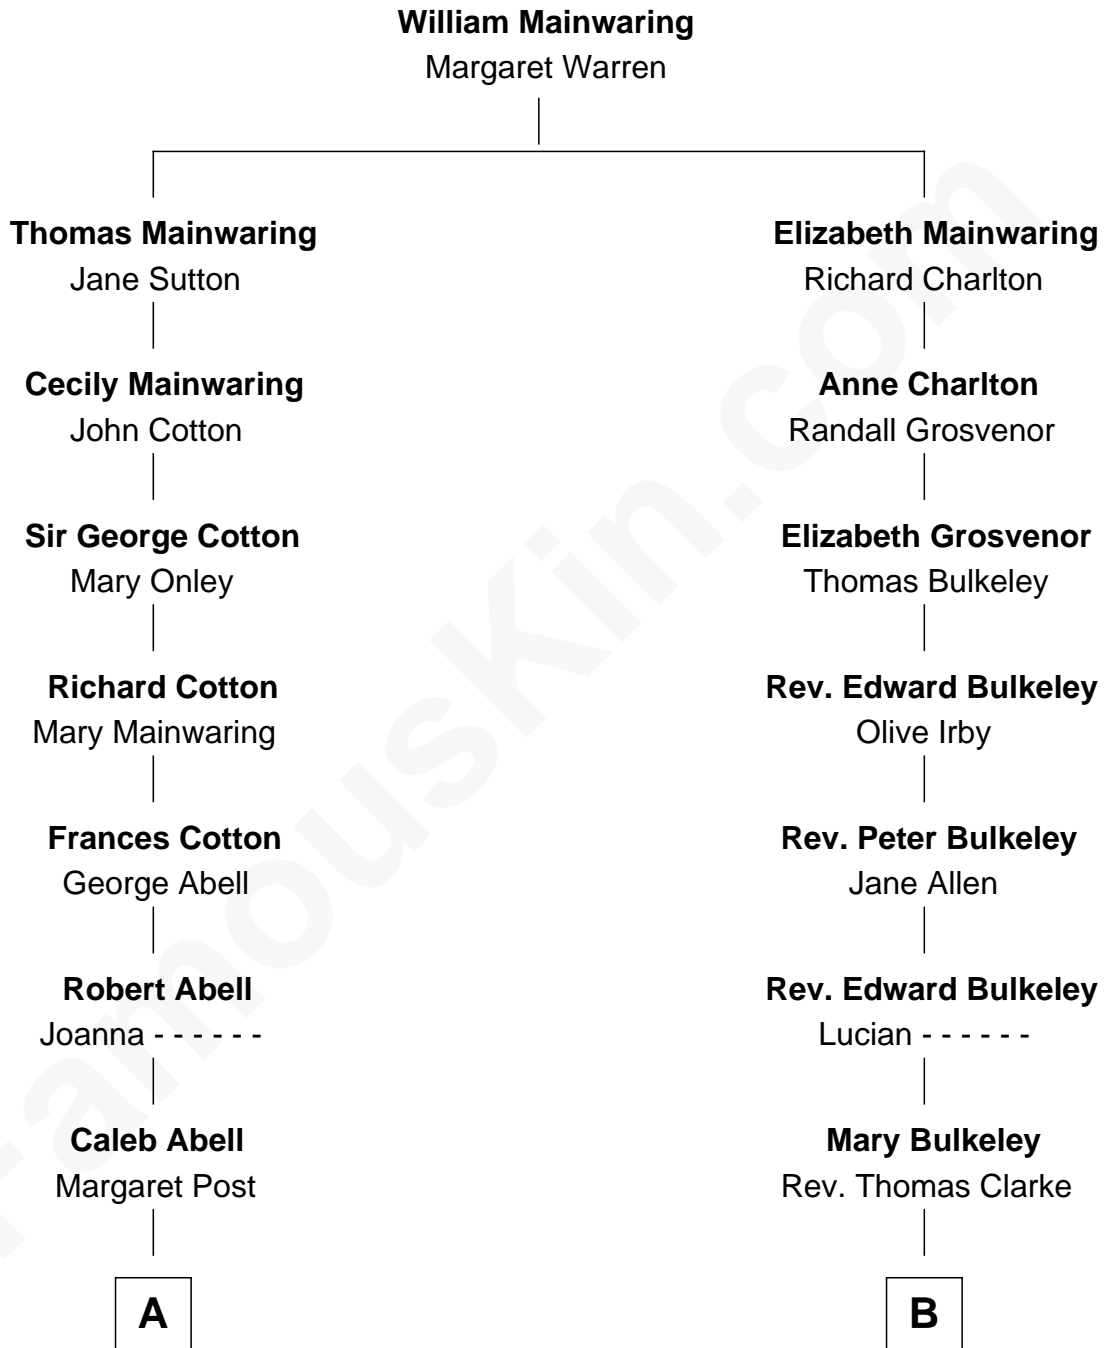 William Mainwaring
Margaret Warren
Thomas Mainwaring
Jane Sutton
Elizabeth Mainwaring
Richard Charlton
Cecily Mainwaring
John Cotton
Anne Charlton
Randall Grosvenor
Sir George Cotton
Mary Onley
Elizabeth Grosvenor
Thomas Bulkeley
Richard Cotton
Mary Mainwaring
Rev. Edward Bulkeley
Olive Irby
Frances Cotton
George Abell
Rev. Peter Bulkeley
Jane Allen
Robert Abell
Joanna - - - - - -
Rev. Edward Bulkeley
Lucian - - - - - -
Caleb Abell
Margaret Post
Mary Bulkeley
Rev. Thomas Clarke
A
B
FamousKin.com